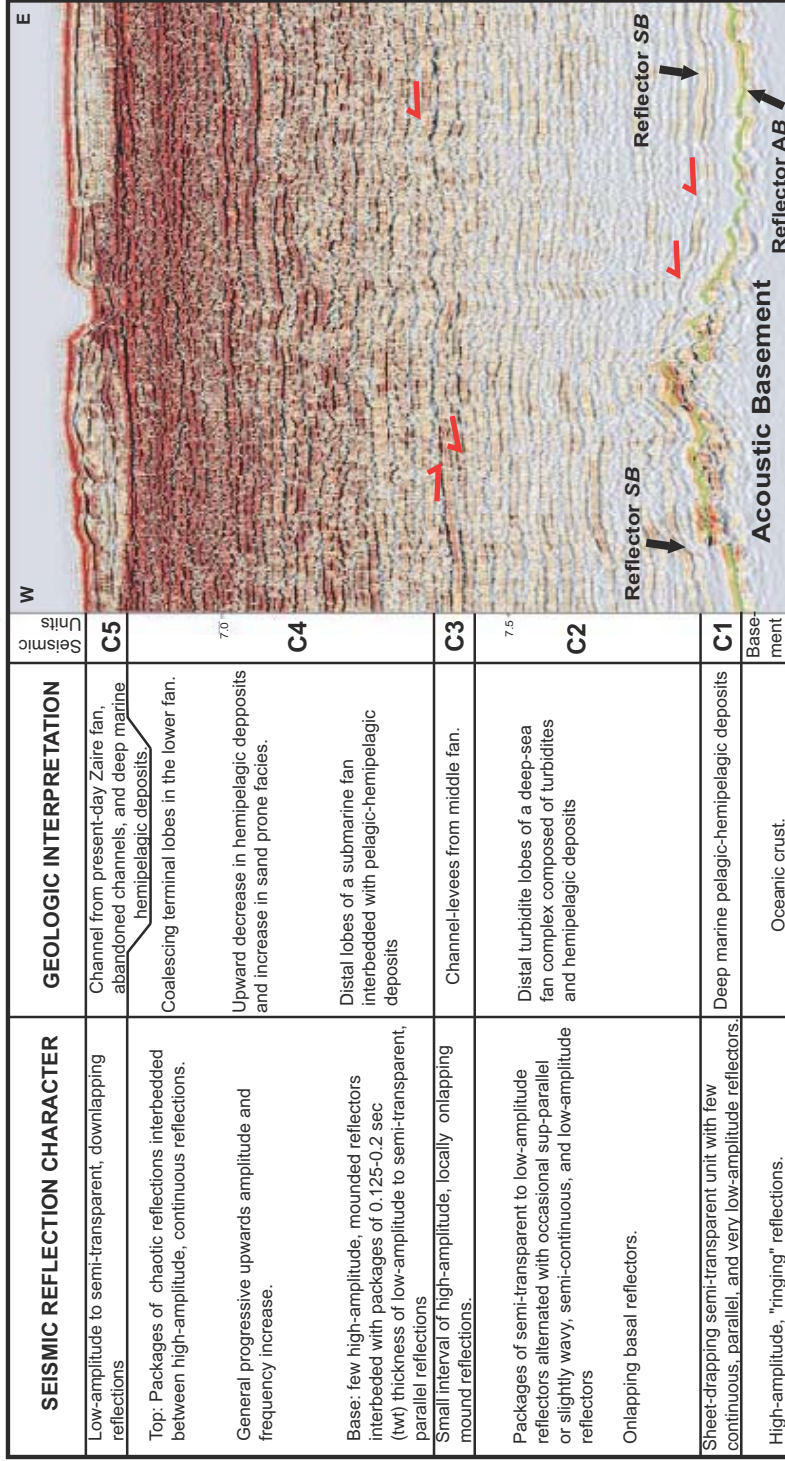 SEISMIC REFLECTION CHARACTER
GEOLOGIC INTERPRETATION
Seismic
Units
Low-amplitude to semi-transparent, downlapping
reflections
Channel from present-day Zaire fan,
abandoned channels, and deep marine
hemipelagic deposits.
C5
Top: Packages of chaotic reflections interbedded
between high-amplitude, continuous reflections.
General progressive upwards amplitude and
frequency increase.
Base: few high-amplitude, mounded reflectors
interbeded with packages of 0.125-0.2 sec
(twt) thickness of low-amplitude to semi-transparent,
parallel reflections
Coalescing terminal lobes in the lower fan.
Upward decrease in hemipelagic depposits
and increase in sand prone facies.
Distal lobes of a submarine fan
interbedded with pelagic-hemipelagic
deposits
C4
7.0
Small interval of high-amplitude, locally onlapping
mound reflections.
Channel-levees from middle fan.
C3
Packages of semi-transparent to low-amplitude
reflectors alternated with occasional sup-parallel
or slightly wavy, semi-continuous, and low-amplitude
reflectors
Onlapping basal reflectors.
Distal turbidite lobes of a deep-sea
fan complex composed of turbidites
and hemipelagic deposits
7.5
C2
Sheet-drapping semi-transparent unit with few
continuous, parallel, and very low-amplitude reflectors.
Deep marine pelagic-hemipelagic deposits
C1
High-amplitude, "ringing" reflections.
Oceanic crust.
Base-
ment
W
E
Reflector SB
Reflector SB
Acoustic Basement
Reflector AB